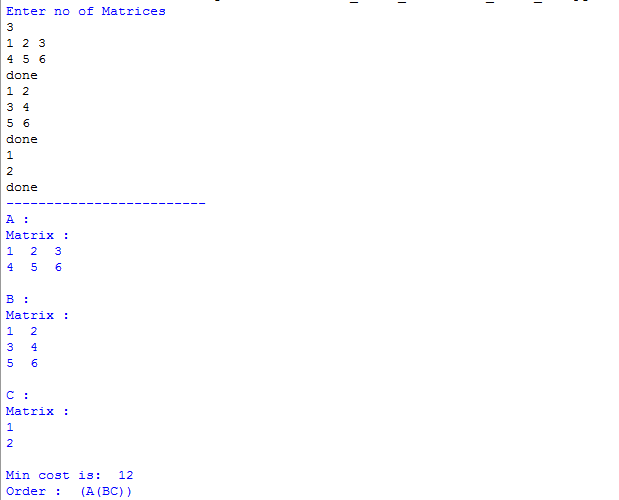 Enter no of Matrices
3
1 2 3
4 5 6
done
1 2
3 4
5 6
done
1
2
done
-------------------------
A :
Matrix :
1  2  3
4  5  6
B :
Matrix :
1  2
3  4
5  6
C :
Matrix :
1
2
Min cost is:  12
Order :  (A(BC))